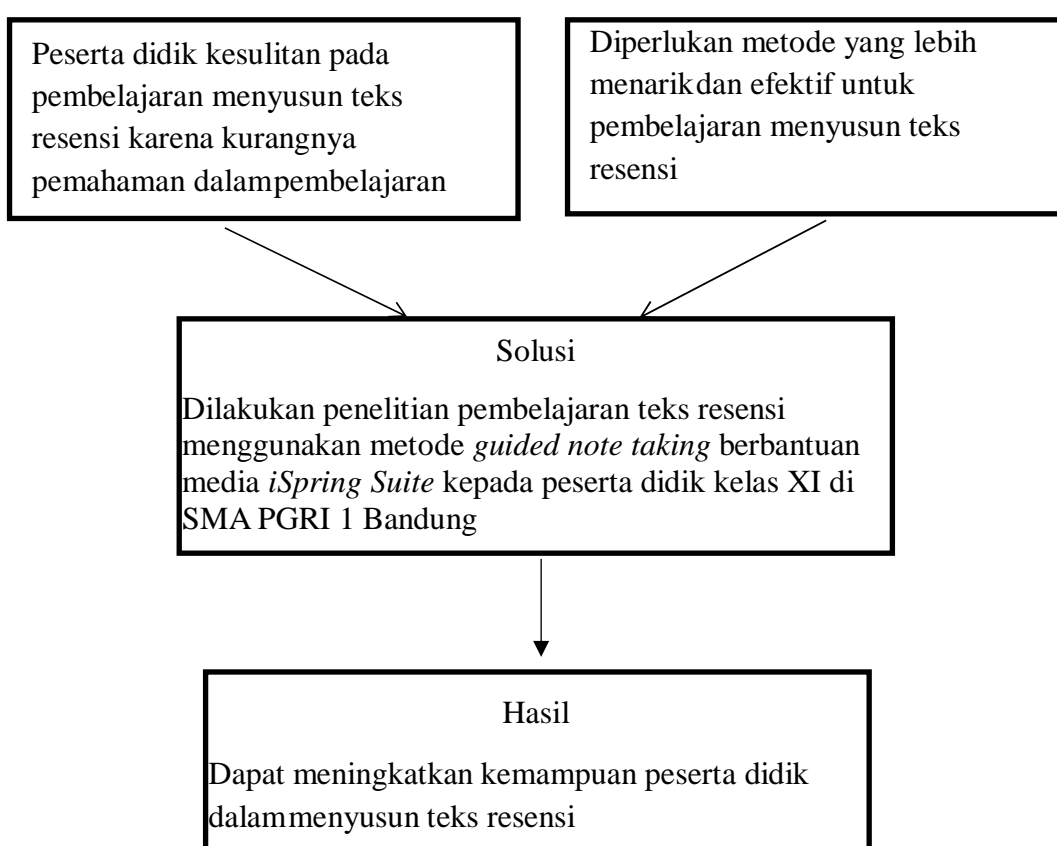 Peserta didik kesulitan pada
pembelajaran menyusun teks
resensi karena kurangnya
pemahaman dalampembelajaran
Diperlukan metode yang lebih
menarikdan efektif untuk
pembelajaran menyusun teks
resensi
Solusi
Dilakukan penelitian pembelajaran teks resensi
menggunakan metode guided note taking berbantuan
media iSpring Suite kepada peserta didik kelas XI di
SMA PGRI 1 Bandung
Hasil
Dapat meningkatkan kemampuan peserta didik
dalammenyusun teks resensi